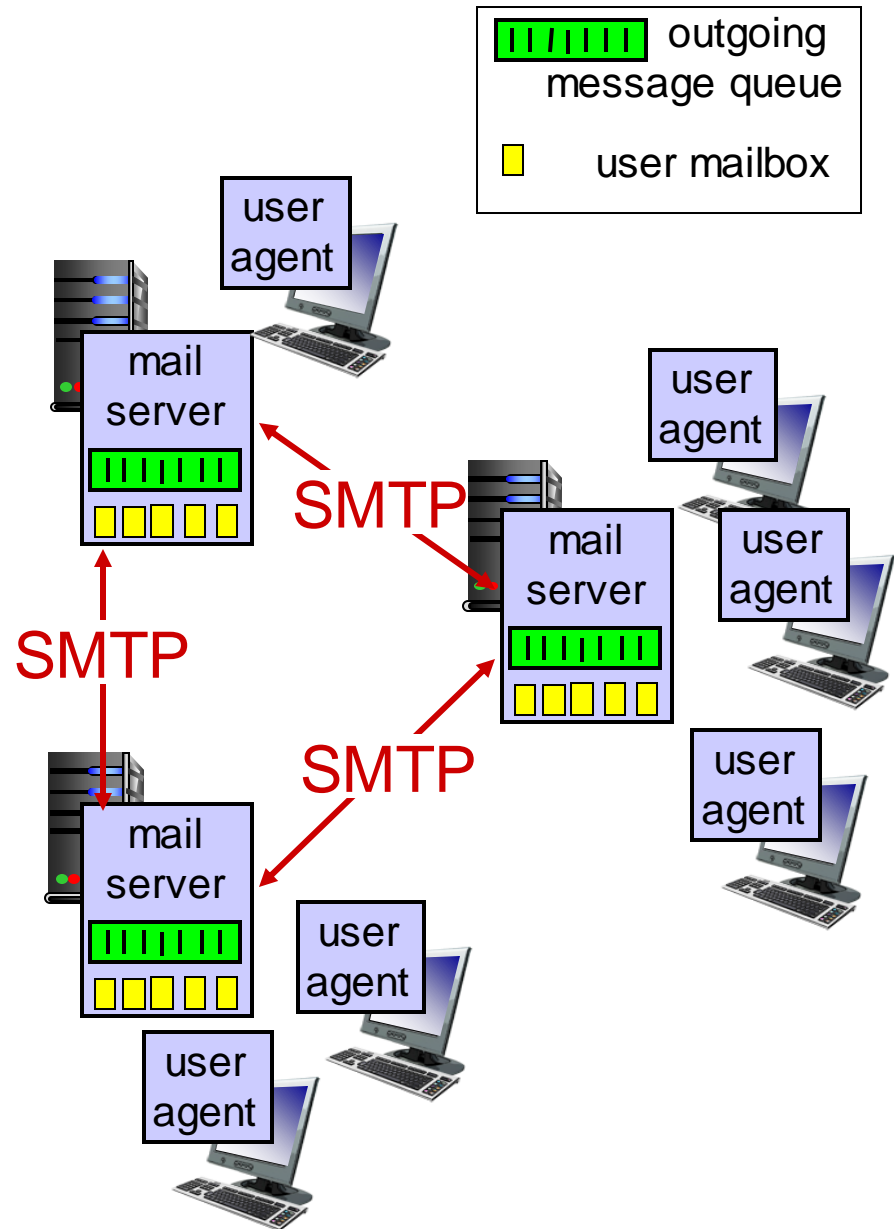 outgoing
message queue
user mailbox
user
agent
mail
server
user
agent
SMTP
mail
server
user
agent
SMTP
SMTP
user
agent
mail
server
user
agent
user
agent